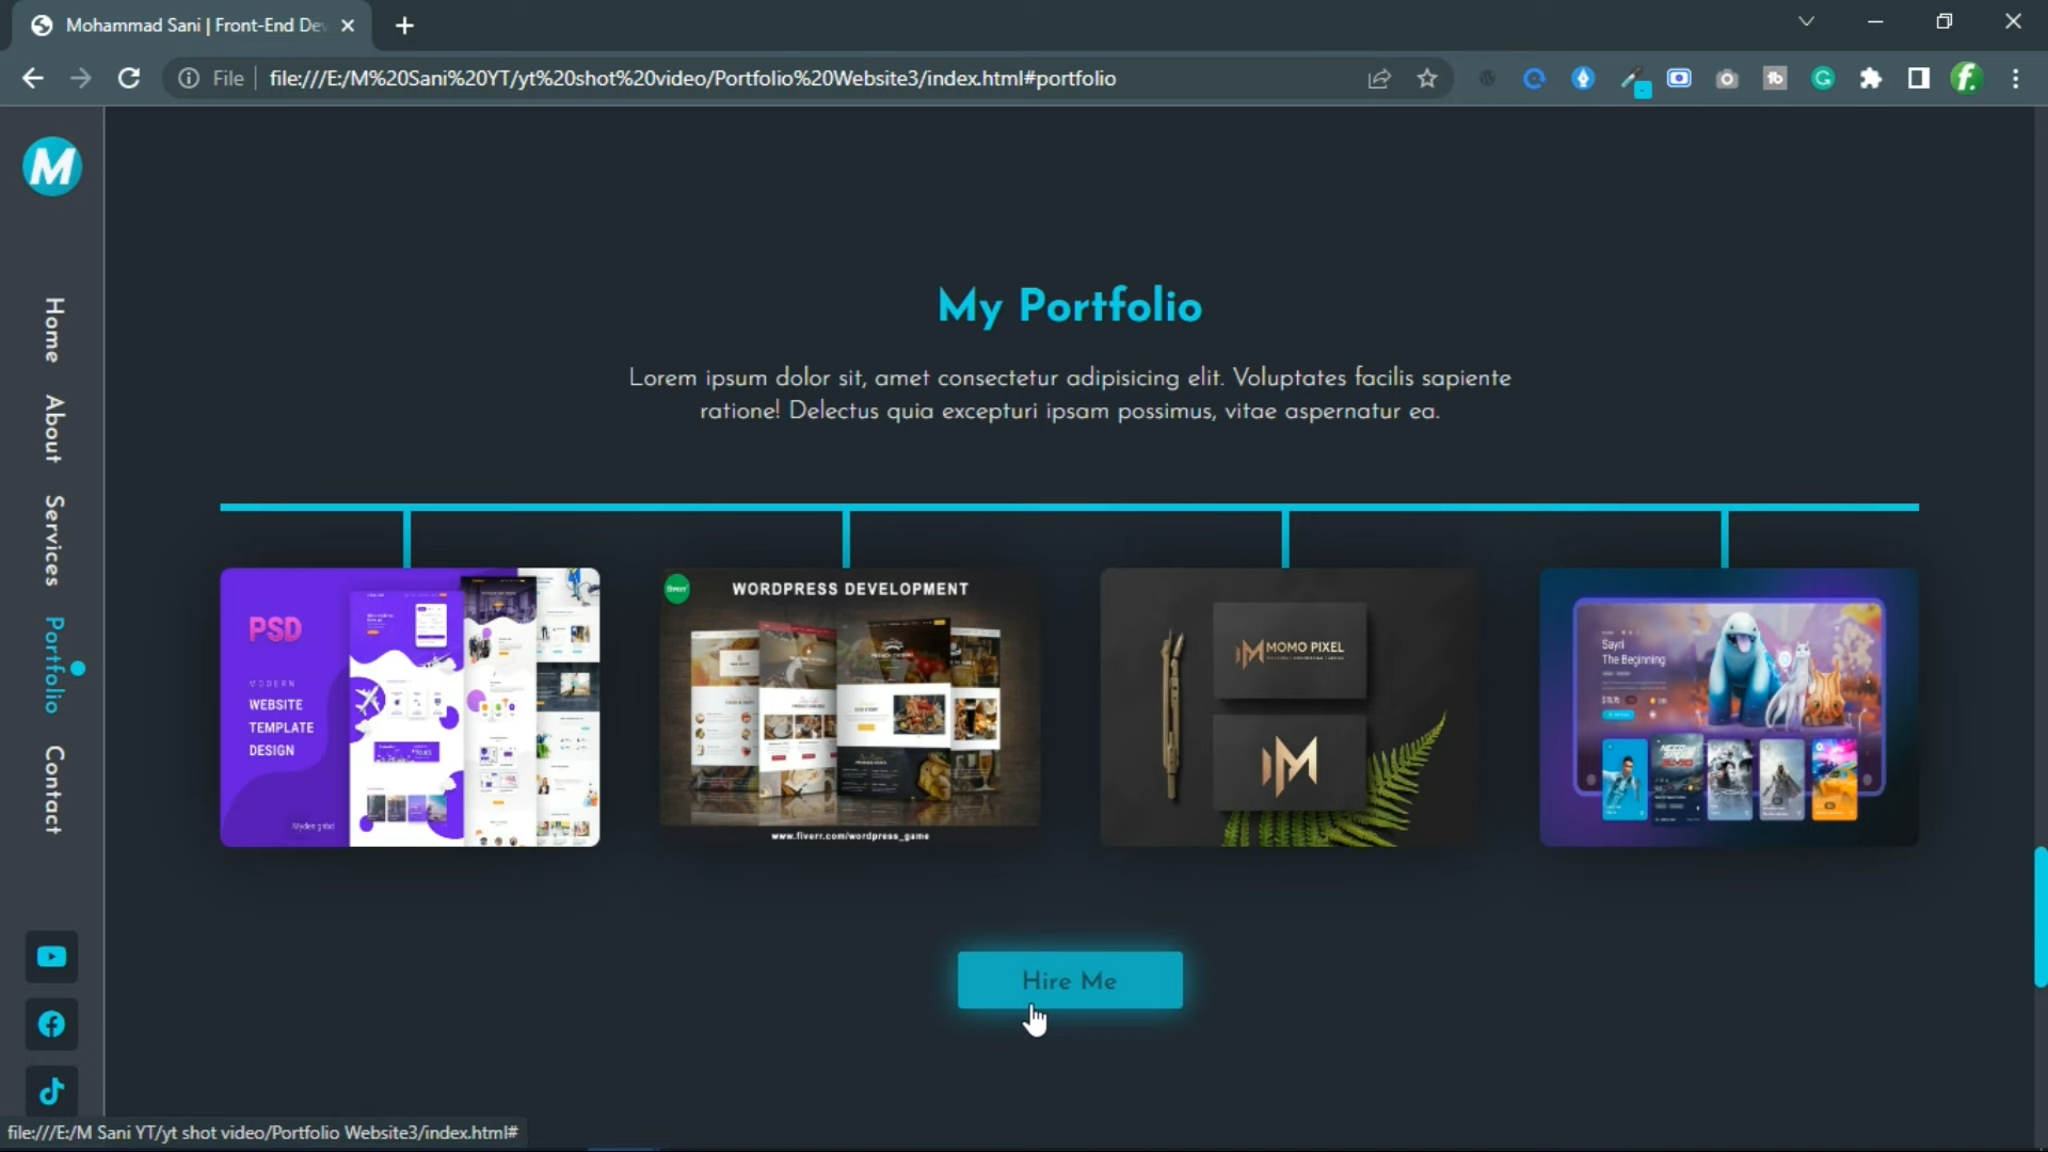 Mohammad Sani | Front-End De
File
file:///E:/M%20Sani%20YT/yt%20shot%20video/Portfolio%20Website3/index.html#portfolio
M
Home
About
Services
Portfolio
Contact
My Portfolio
Lorem ipsum dolor sit, amet consectetur adipisicing elit. Voluptates facilis sapiente
ratione! Delectus quia excepturi ipsam possimus, vitae aspernatur ea.
PSD
MODERN
WEBSITE
TEMPLATE
DESIGN
fiverr
WORDPRESS DEVELOPMENT
www.fiverr.com/wordpress_game
MOMO PIXEL
Sayri
The Beginning
Hire Me
file:///E:/M Sani YT/yt shot video/Portfolio Website3/index.html#